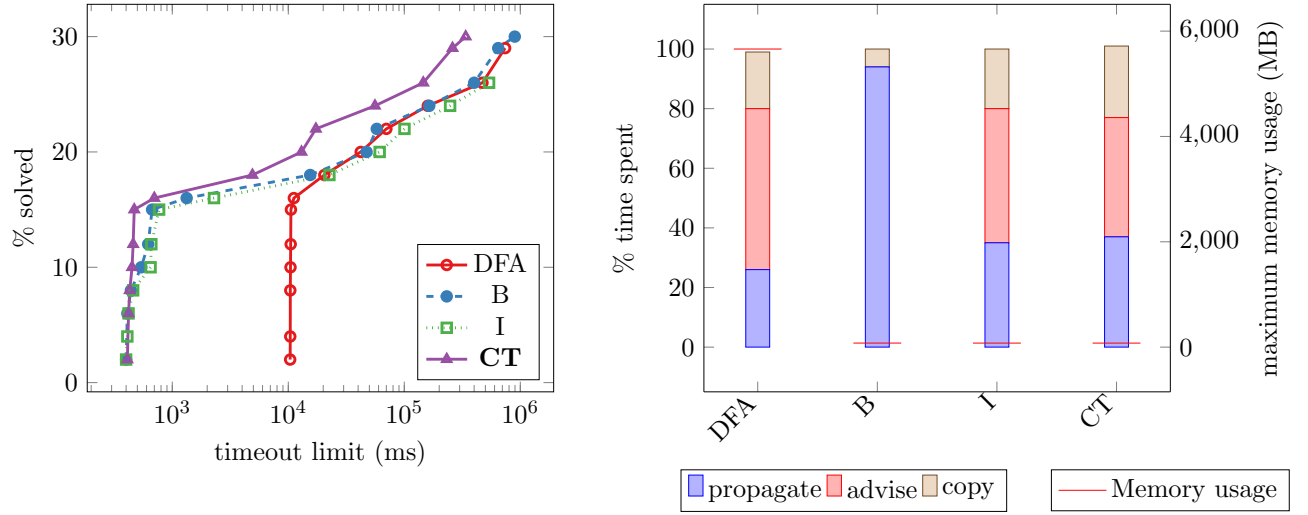 30
20
10
0
% solved
10^3
10^4
10^5
10^6
timeout limit (ms)
DFA
B
I
CT
100
80
60
40
20
0
% time spent
6,000
4,000
2,000
0
maximum memory usage (MB)
DFA
B
I
CT
propagate
advise
copy
Memory usage